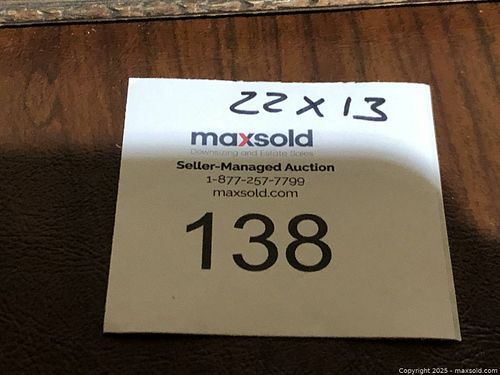 22 x 13
maxsold
Downsizing and Estate Sales
Seller-Managed Auction
1-877-257-7799
maxsold.com
138
Copyright 2025 - maxsold.com